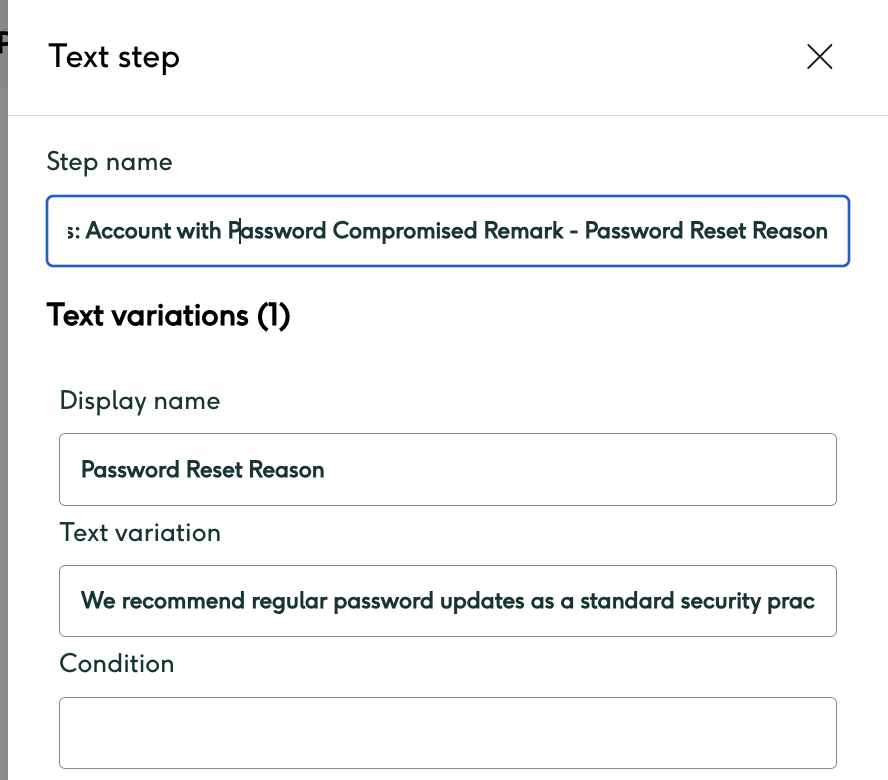 Text step
Step name
s: Account with Password Compromised Remark - Password Reset Reason
Text variations (1)
Display name
Password Reset Reason
Text variation
We recommend regular password updates as a standard security prac
Condition